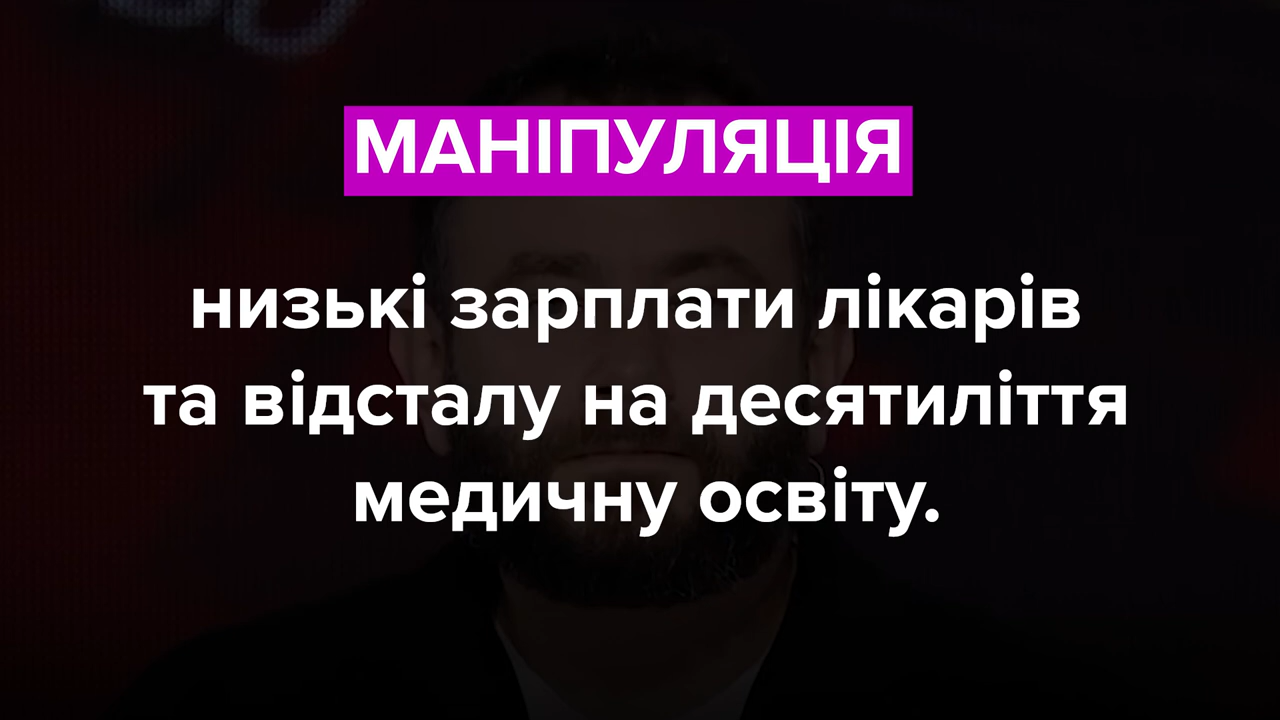 МАНІПУЛЯЦІЯ
низькі зарплати лікарів
та відсталу на десятиліття
медичну освіту.